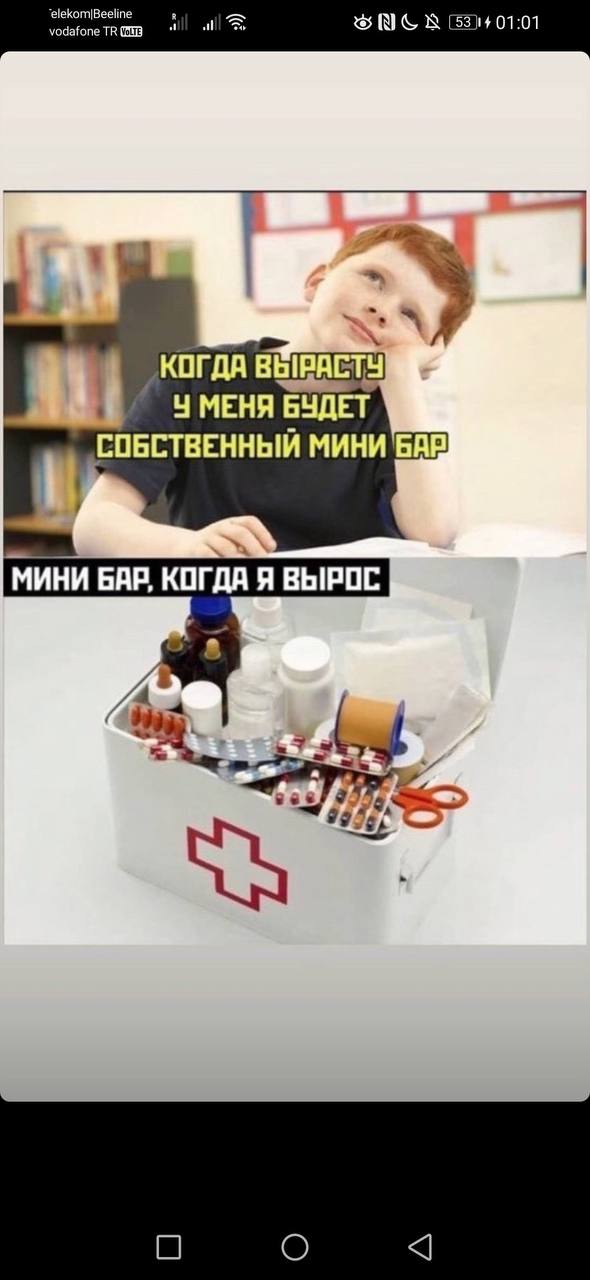 elekom|Beeline
vodafone TR VoLTE
R
53
01:01
КОГДА ВЫРАСТУ
У МЕНЯ БУДЕТ
СОБСТВЕННЫЙ МИНИ БАР
МИНИ БАР, КОГДА Я ВЫРОС